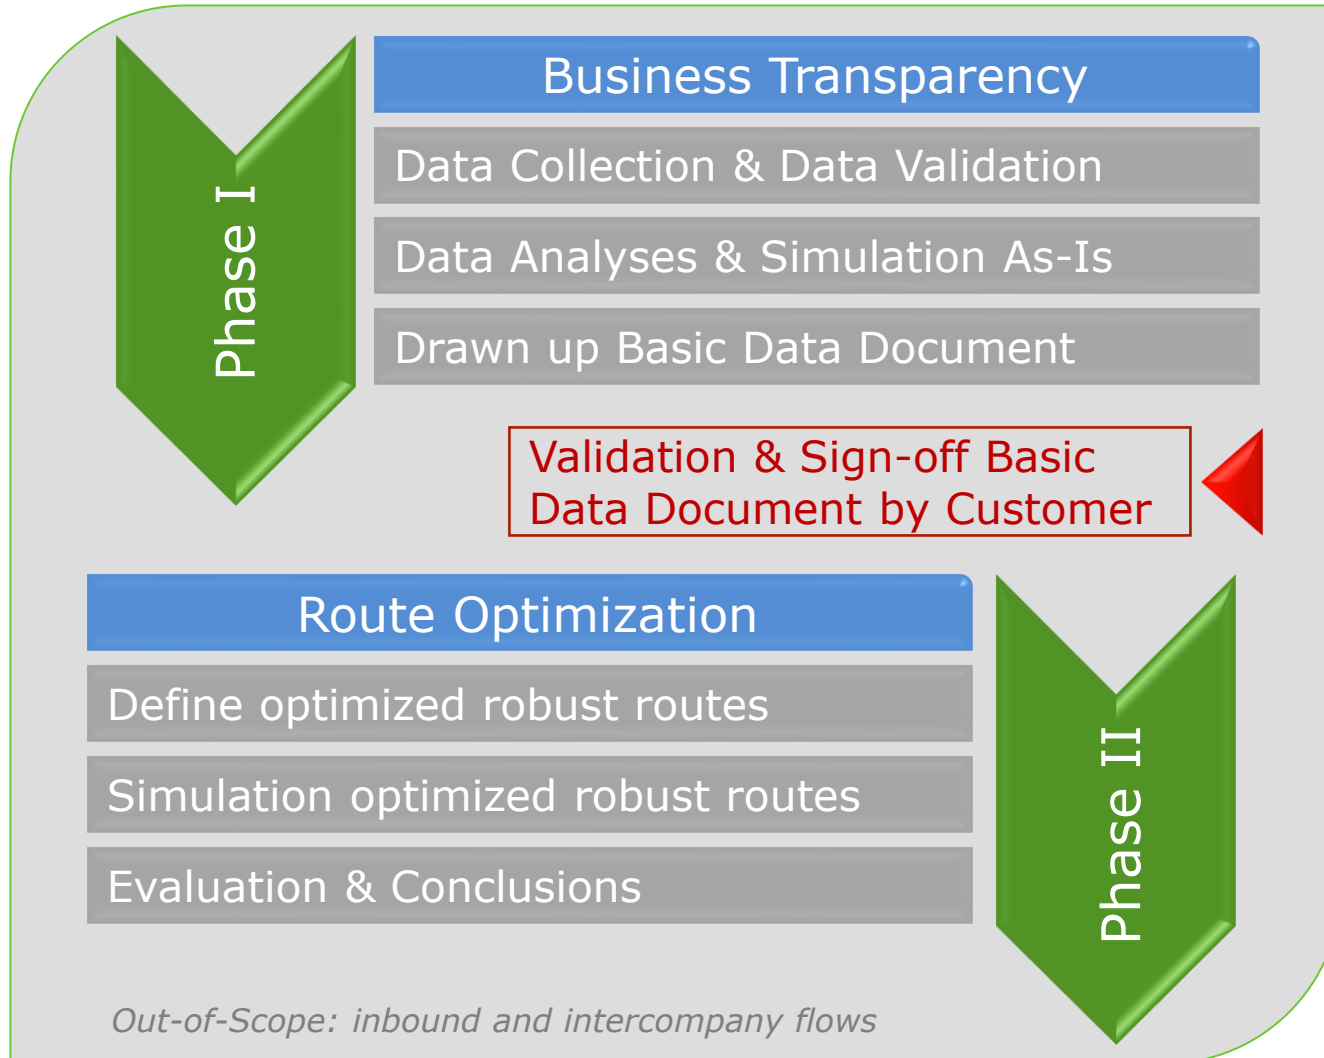 Business Transparency
Phase I
Data Collection & Data Validation
Data Analyses & Simulation As-Is
Drawn up Basic Data Document
Validation & Sign-off Basic
Data Document by Customer
Route Optimization
Phase II
Define optimized robust routes
Simulation optimized robust routes
Evaluation & Conclusions
Out-of-Scope: inbound and intercompany flows